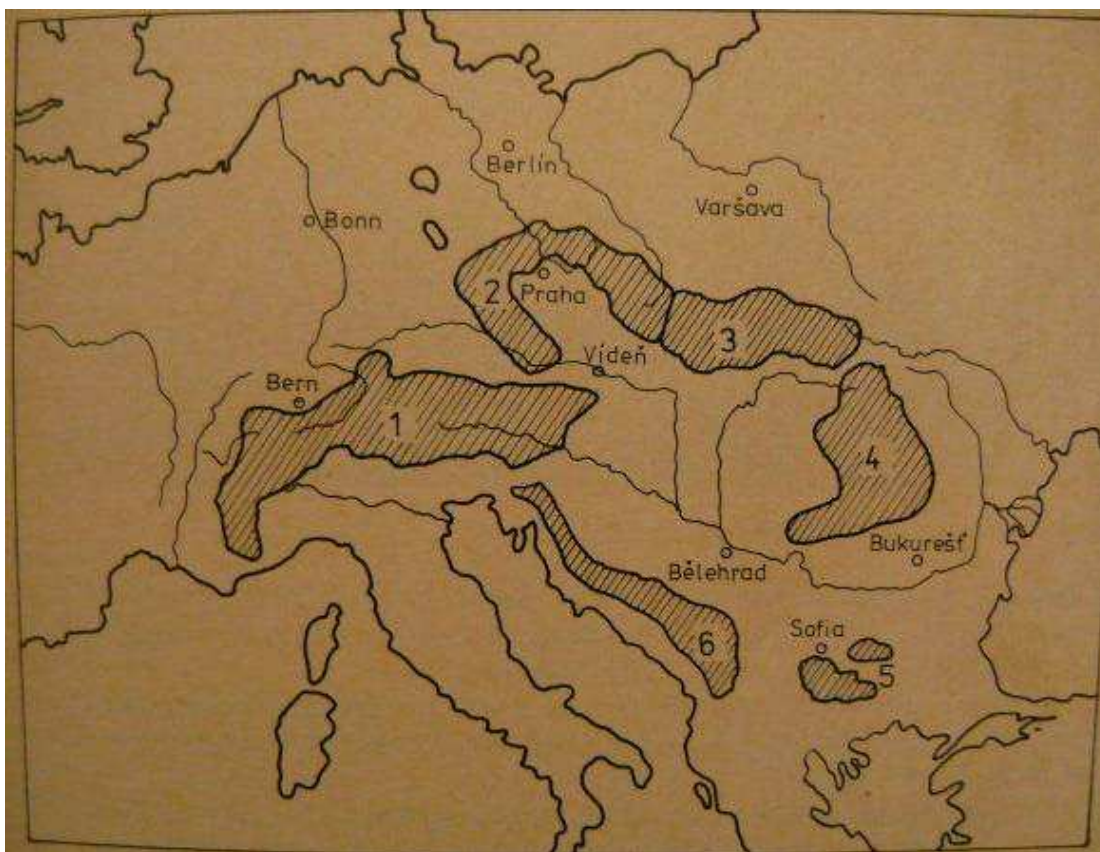 Berlín
Varšava
Bonn
2
Praha
3
Vídeň
Bern
1
4
Bukurešť
Bělehrad
Sofia
6
5